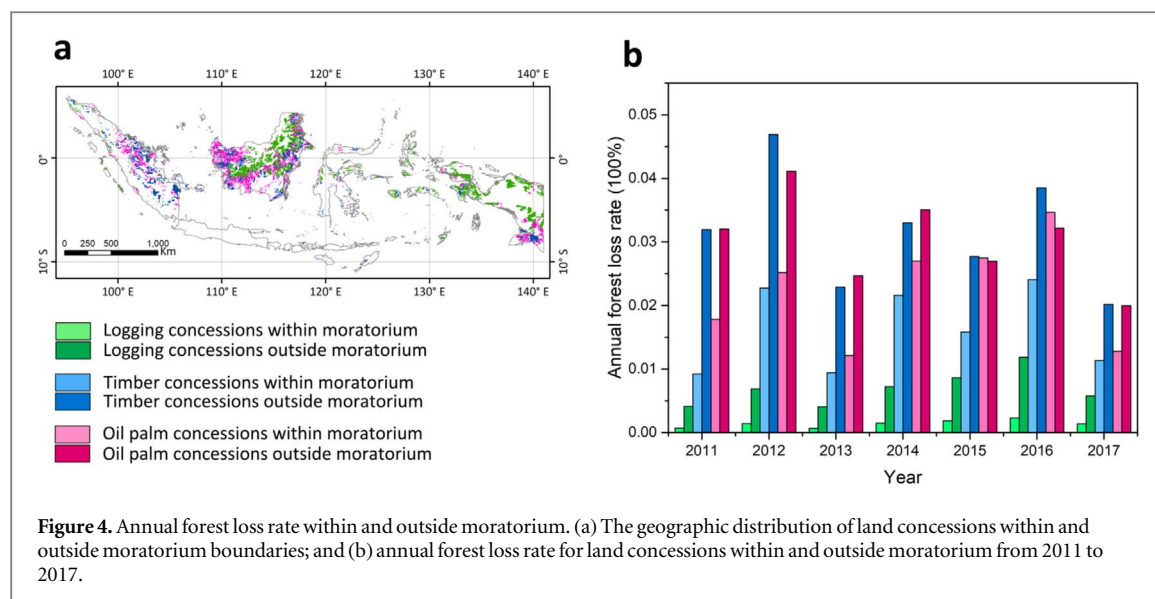 a
100° E 110° E 120° E 130° E 140° E
0° 0°
10° S 10° S
0 250 500 1,000
Km
100° E 110° E 120° E 130° E 140° E
Logging concessions within moratorium
Logging concessions outside moratorium
Timber concessions within moratorium
Timber concessions outside moratorium
Oil palm concessions within moratorium
Oil palm concessions outside moratorium
b
Annual forest loss rate (100%)
0.05
0.04
0.03
0.02
0.01
0.00
2011 2012 2013 2014 2015 2016 2017
Year
Figure 4. Annual forest loss rate within and outside moratorium. (a) The geographic distribution of land concessions within and
outside moratorium boundaries; and (b) annual forest loss rate for land concessions within and outside moratorium from 2011 to
2017.